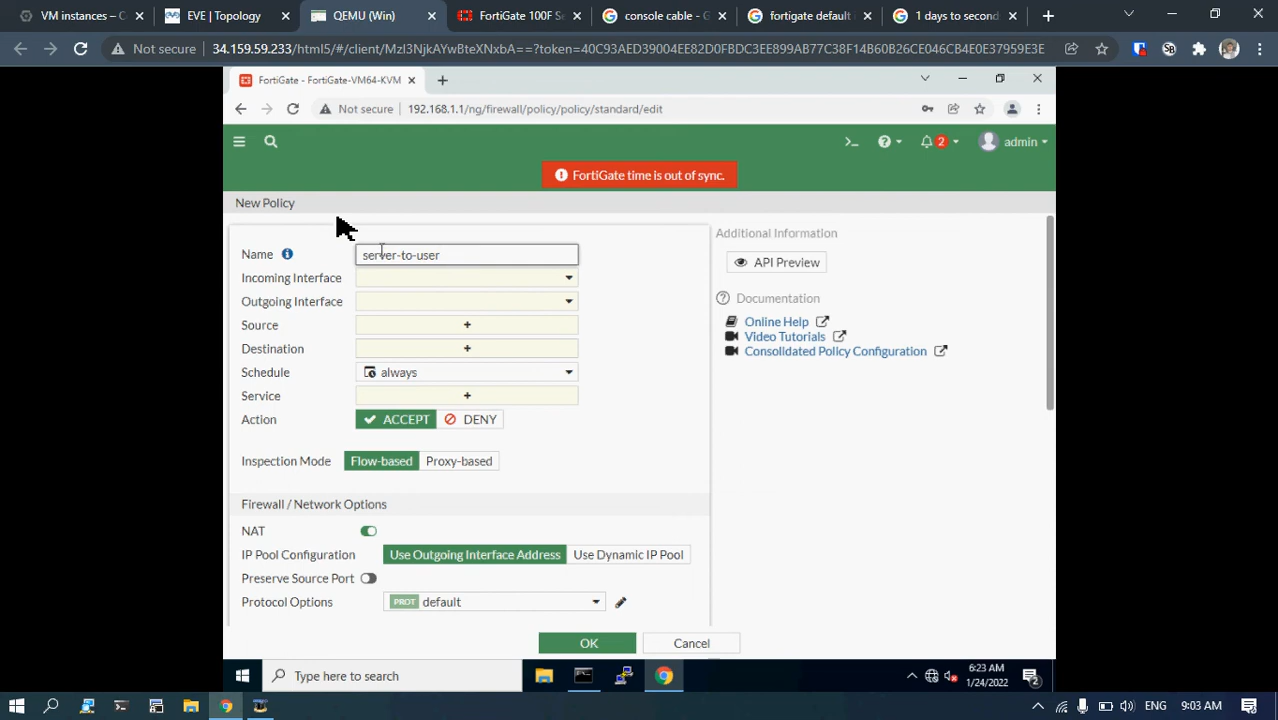 VM instances – C
EVE | Topology
QEMU (Win)
FortiGate 100F Se
console cable - G
fortigate default
1 days to second
Not secure
34.159.59.233/html5/#/client/MzI3NjkAYwBteXNxbA==?token=40C93AED39004EE82D0FBDC3EE899AB77C38F14B60B26CE046CB4E0E37959E3E
FortiGate - FortiGate-VM64-KVM
Not secure
192.168.1.1/ng/firewall/policy/policy/standard/edit
2
admin
FortiGate time is out of sync.
New Policy
Additional Information
Name
server-to-user
API Preview
Incoming Interface
Outgoing Interface
Documentation
Source
Online Help
Video Tutorials
Destination
Consolidated Policy Configuration
Schedule
always
Service
Action
ACCEPT
DENY
Inspection Mode
Flow-based
Proxy-based
Firewall / Network Options
NAT
IP Pool Configuration
Use Outgoing Interface Address
Use Dynamic IP Pool
Preserve Source Port
Protocol Options
PROT
default
OK
Cancel
Type here to search
6:23 AM
1/24/2022
2
ENG
9:03 AM